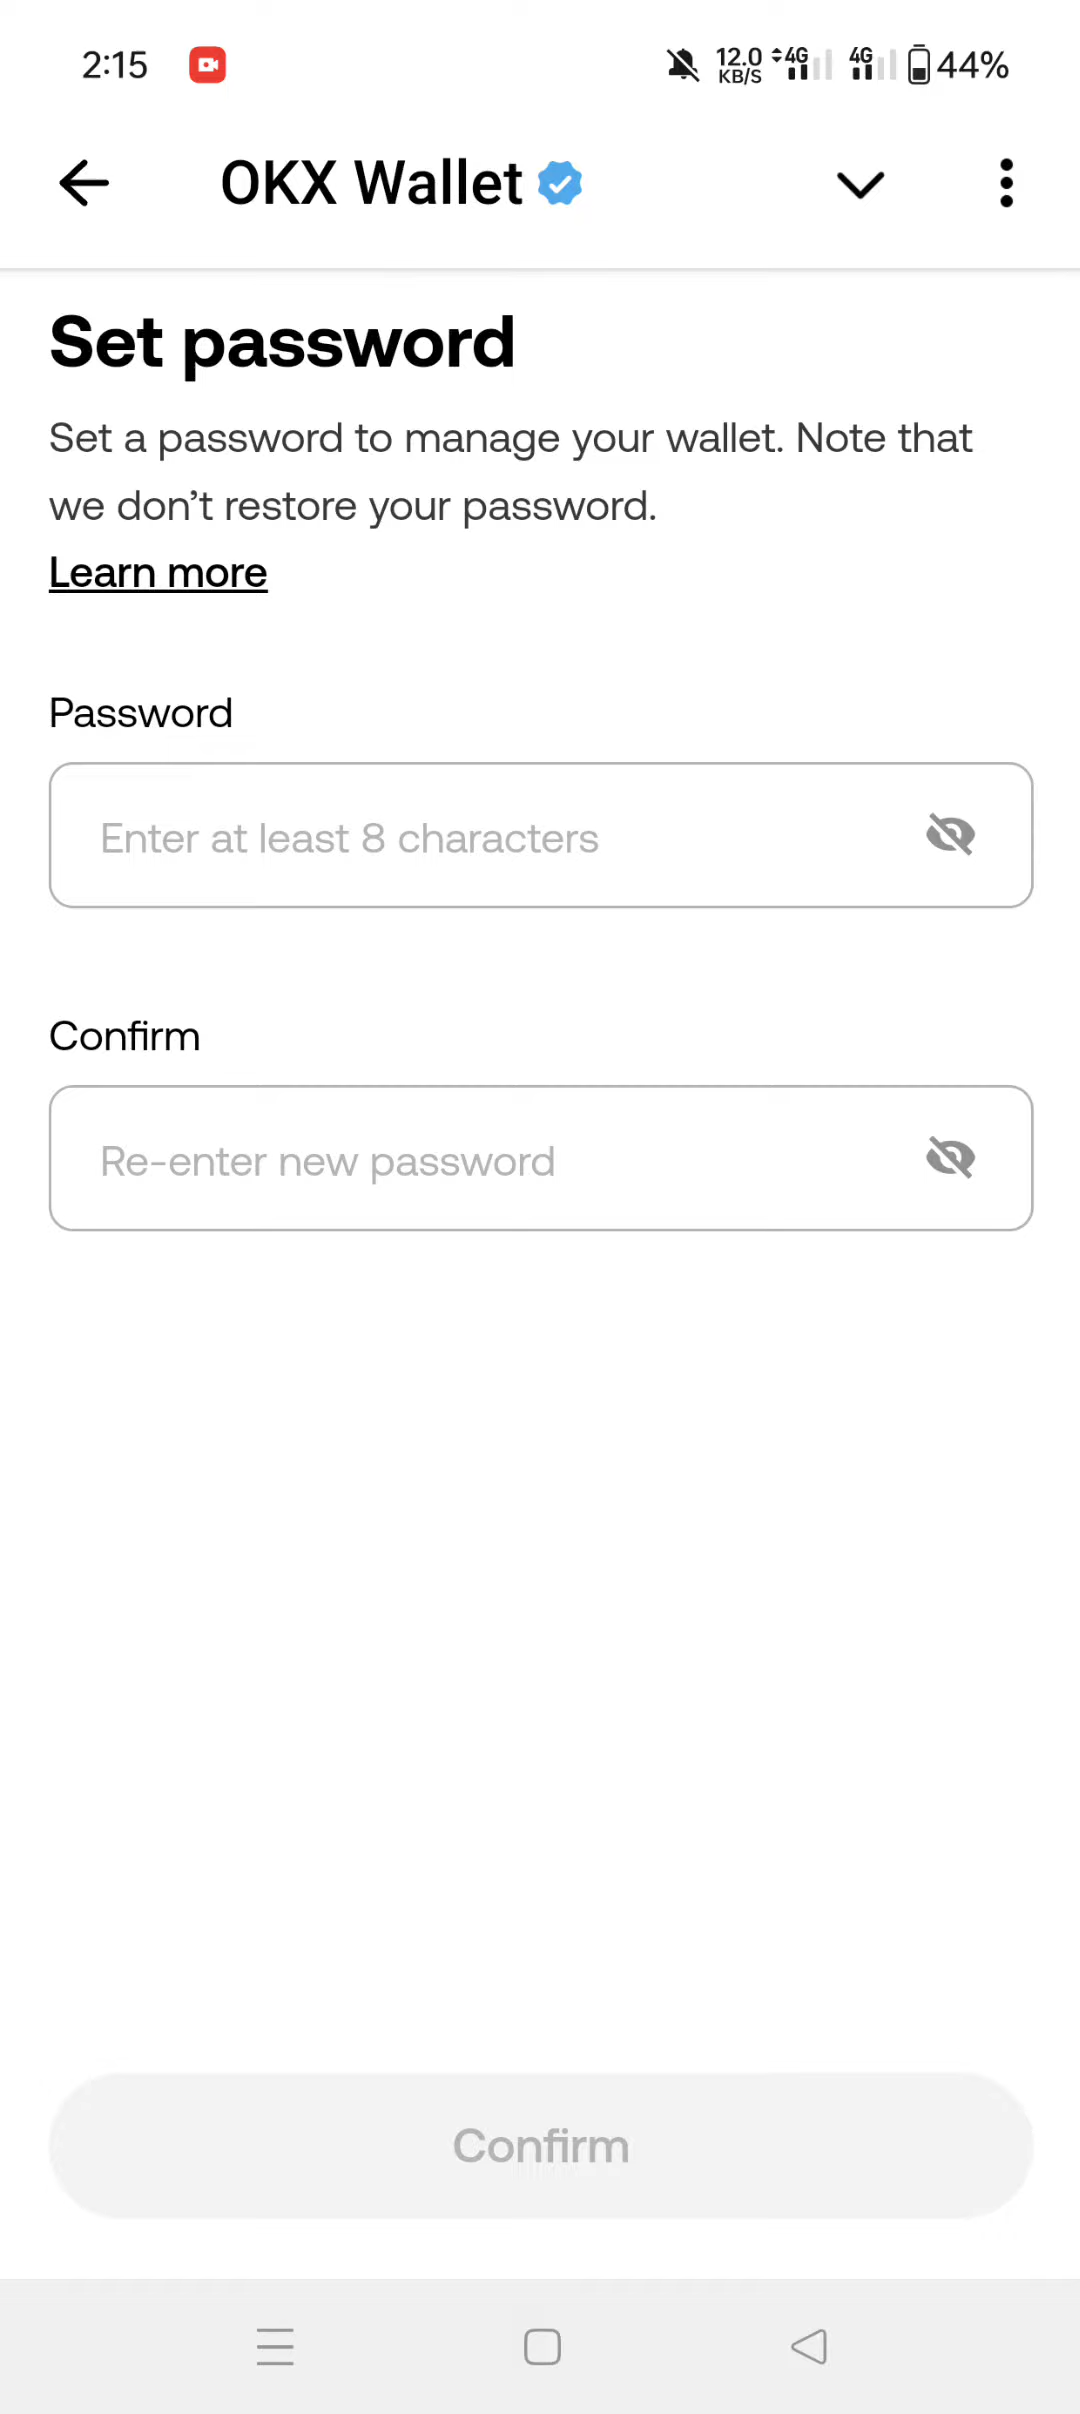 2:15
12.0 KB/S 4G 4G 44%
OKX Wallet
Set password
Set a password to manage your wallet. Note that
we don’t restore your password.
Learn more
Password
Enter at least 8 characters
Confirm
Re-enter new password
Confirm